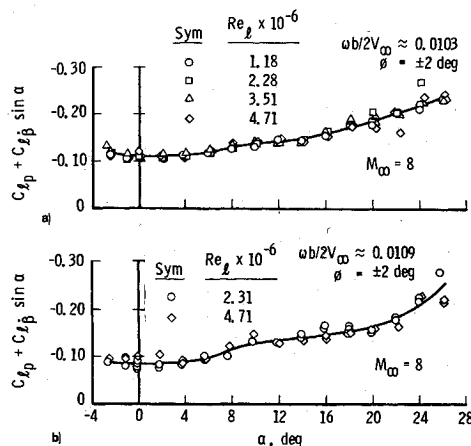 Sym Re_ℓ x 10^-6
○ 1.18
□ 2.28
△ 3.51
◇ 4.71
ωb/2V∞ ≈ 0.0103
ø = ±2 deg
M∞ = 8
C_ℓp + C_ℓβ̇ sin α
-0.30
-0.20
-0.10
0
a)
Sym Re_ℓ x 10^-6
○ 2.31
◇ 4.71
ωb/2V∞ ≈ 0.0109
ø = ±2 deg
M∞ = 8
C_ℓp + C_ℓβ̇ sin α
-0.30
-0.20
-0.10
0
-4 0 4 8 12 16 20 24 28
b)
α, deg